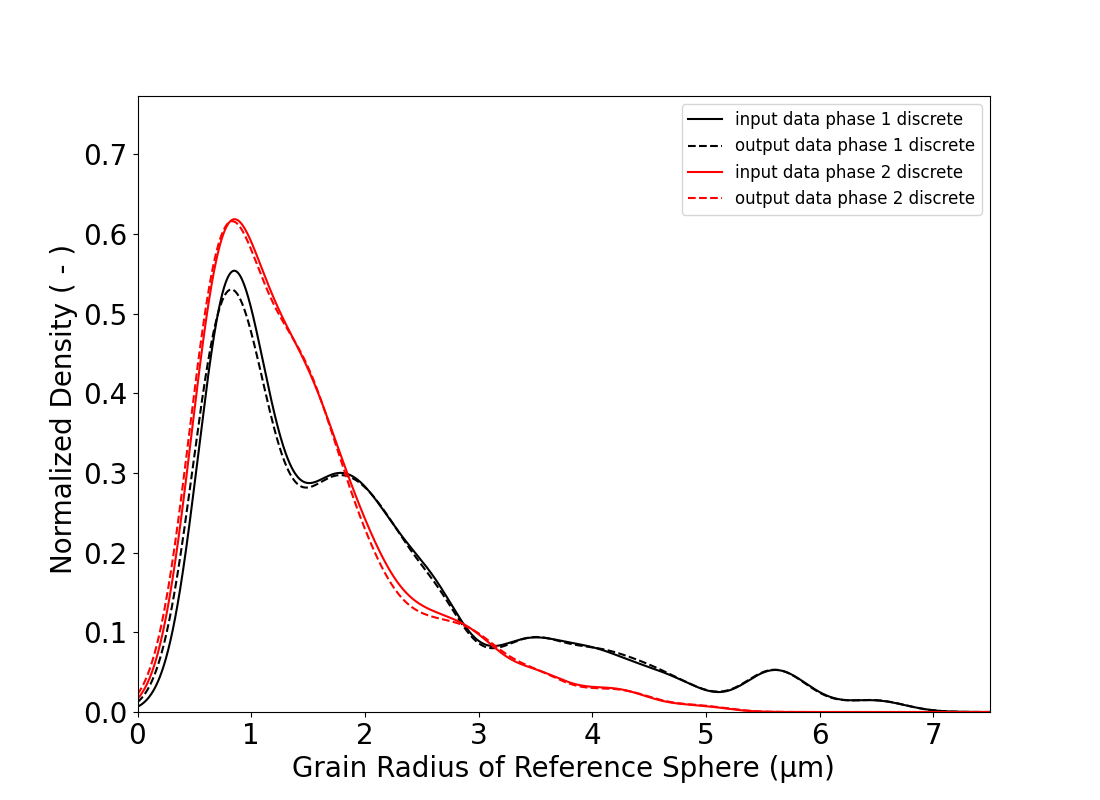 input data phase 1 discrete
output data phase 1 discrete
input data phase 2 discrete
output data phase 2 discrete
Normalized Density ( - )
0.7
0.6
0.5
0.4
0.3
0.2
0.1
0.0
0 1 2 3 4 5 6 7
Grain Radius of Reference Sphere (μm)